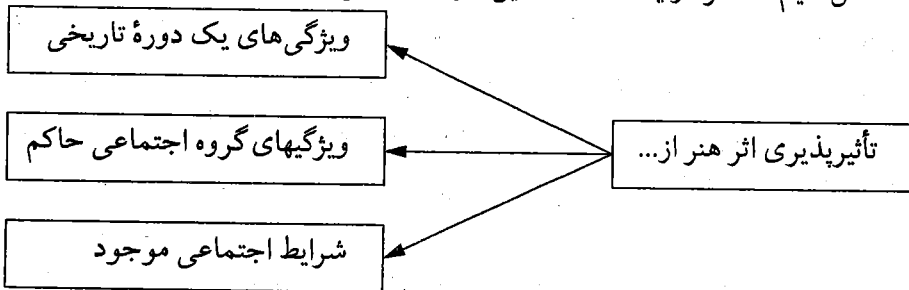 ویژگی‌های یک دورهٔ تاریخی
تأثیرپذیری اثر هنر از...
ویژگیهای گروه اجتماعی حاکم
شرایط اجتماعی موجود